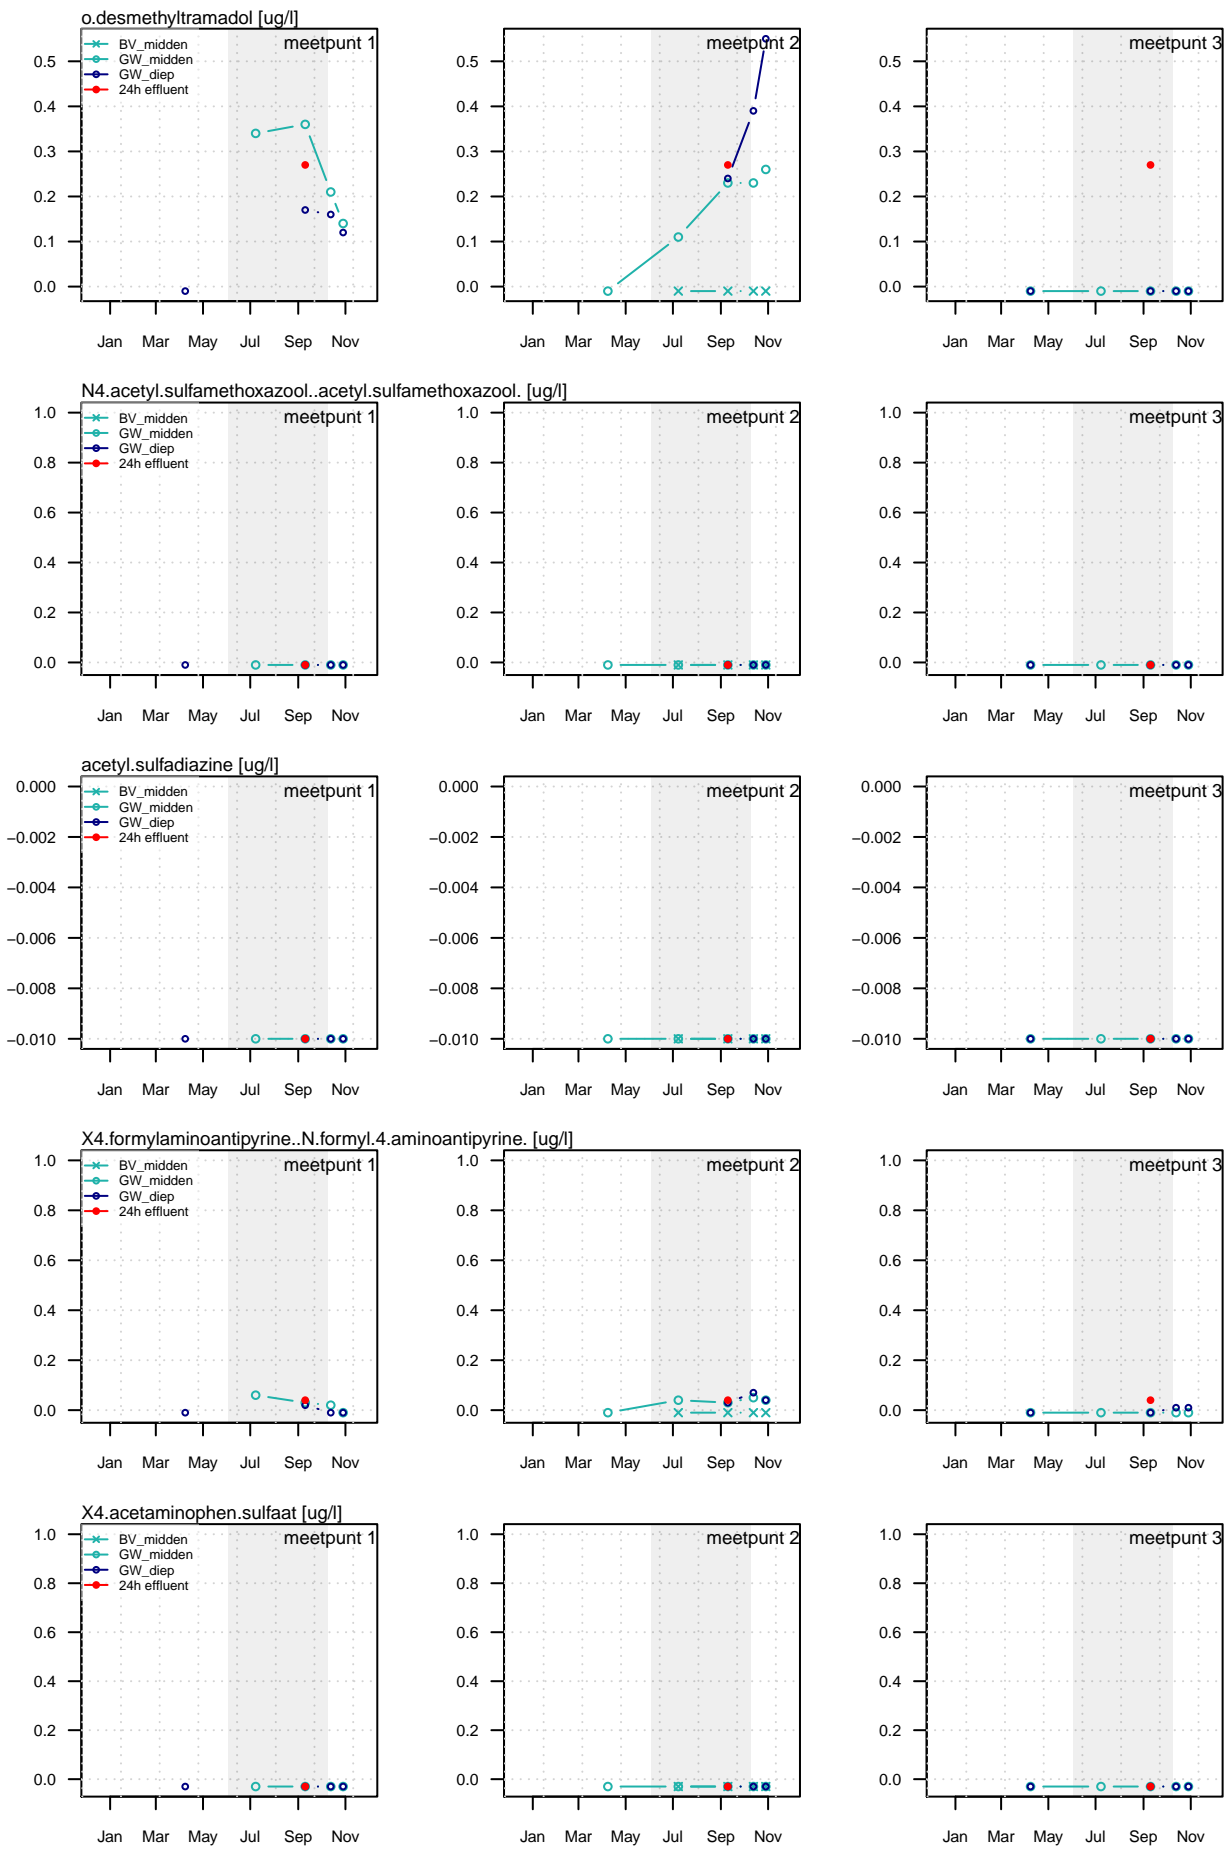 o.desmethyltramadol [ug/l]
BV_midden
GW_midden
GW_diep
24h effluent
meetpunt 1
meetpunt 2
meetpunt 3
0.5 0.5 0.5
0.4 0.4 0.4
0.3 0.3 0.3
0.2 0.2 0.2
0.1 0.1 0.1
0.0 0.0 0.0
Jan Mar May Jul Sep Nov Jan Mar May Jul Sep Nov Jan Mar May Jul Sep Nov
N4.acetyl.sulfamethoxazool..acetyl.sulfamethoxazool. [ug/l]
BV_midden
GW_midden
GW_diep
24h effluent
meetpunt 1
meetpunt 2
meetpunt 3
1.0 1.0 1.0
0.8 0.8 0.8
0.6 0.6 0.6
0.4 0.4 0.4
0.2 0.2 0.2
0.0 0.0 0.0
Jan Mar May Jul Sep Nov Jan Mar May Jul Sep Nov Jan Mar May Jul Sep Nov
acetyl.sulfadiazine [ug/l]
BV_midden
GW_midden
GW_diep
24h effluent
meetpunt 1
meetpunt 2
meetpunt 3
0.000 0.000 0.000
−0.002 −0.002 −0.002
−0.004 −0.004 −0.004
−0.006 −0.006 −0.006
−0.008 −0.008 −0.008
−0.010 −0.010 −0.010
Jan Mar May Jul Sep Nov Jan Mar May Jul Sep Nov Jan Mar May Jul Sep Nov
X4.formylaminoantipyrine..N.formyl.4.aminoantipyrine. [ug/l]
BV_midden
GW_midden
GW_diep
24h effluent
meetpunt 1
meetpunt 2
meetpunt 3
1.0 1.0 1.0
0.8 0.8 0.8
0.6 0.6 0.6
0.4 0.4 0.4
0.2 0.2 0.2
0.0 0.0 0.0
Jan Mar May Jul Sep Nov Jan Mar May Jul Sep Nov Jan Mar May Jul Sep Nov
X4.acetaminophen.sulfaat [ug/l]
BV_midden
GW_midden
GW_diep
24h effluent
meetpunt 1
meetpunt 2
meetpunt 3
1.0 1.0 1.0
0.8 0.8 0.8
0.6 0.6 0.6
0.4 0.4 0.4
0.2 0.2 0.2
0.0 0.0 0.0
Jan Mar May Jul Sep Nov Jan Mar May Jul Sep Nov Jan Mar May Jul Sep Nov